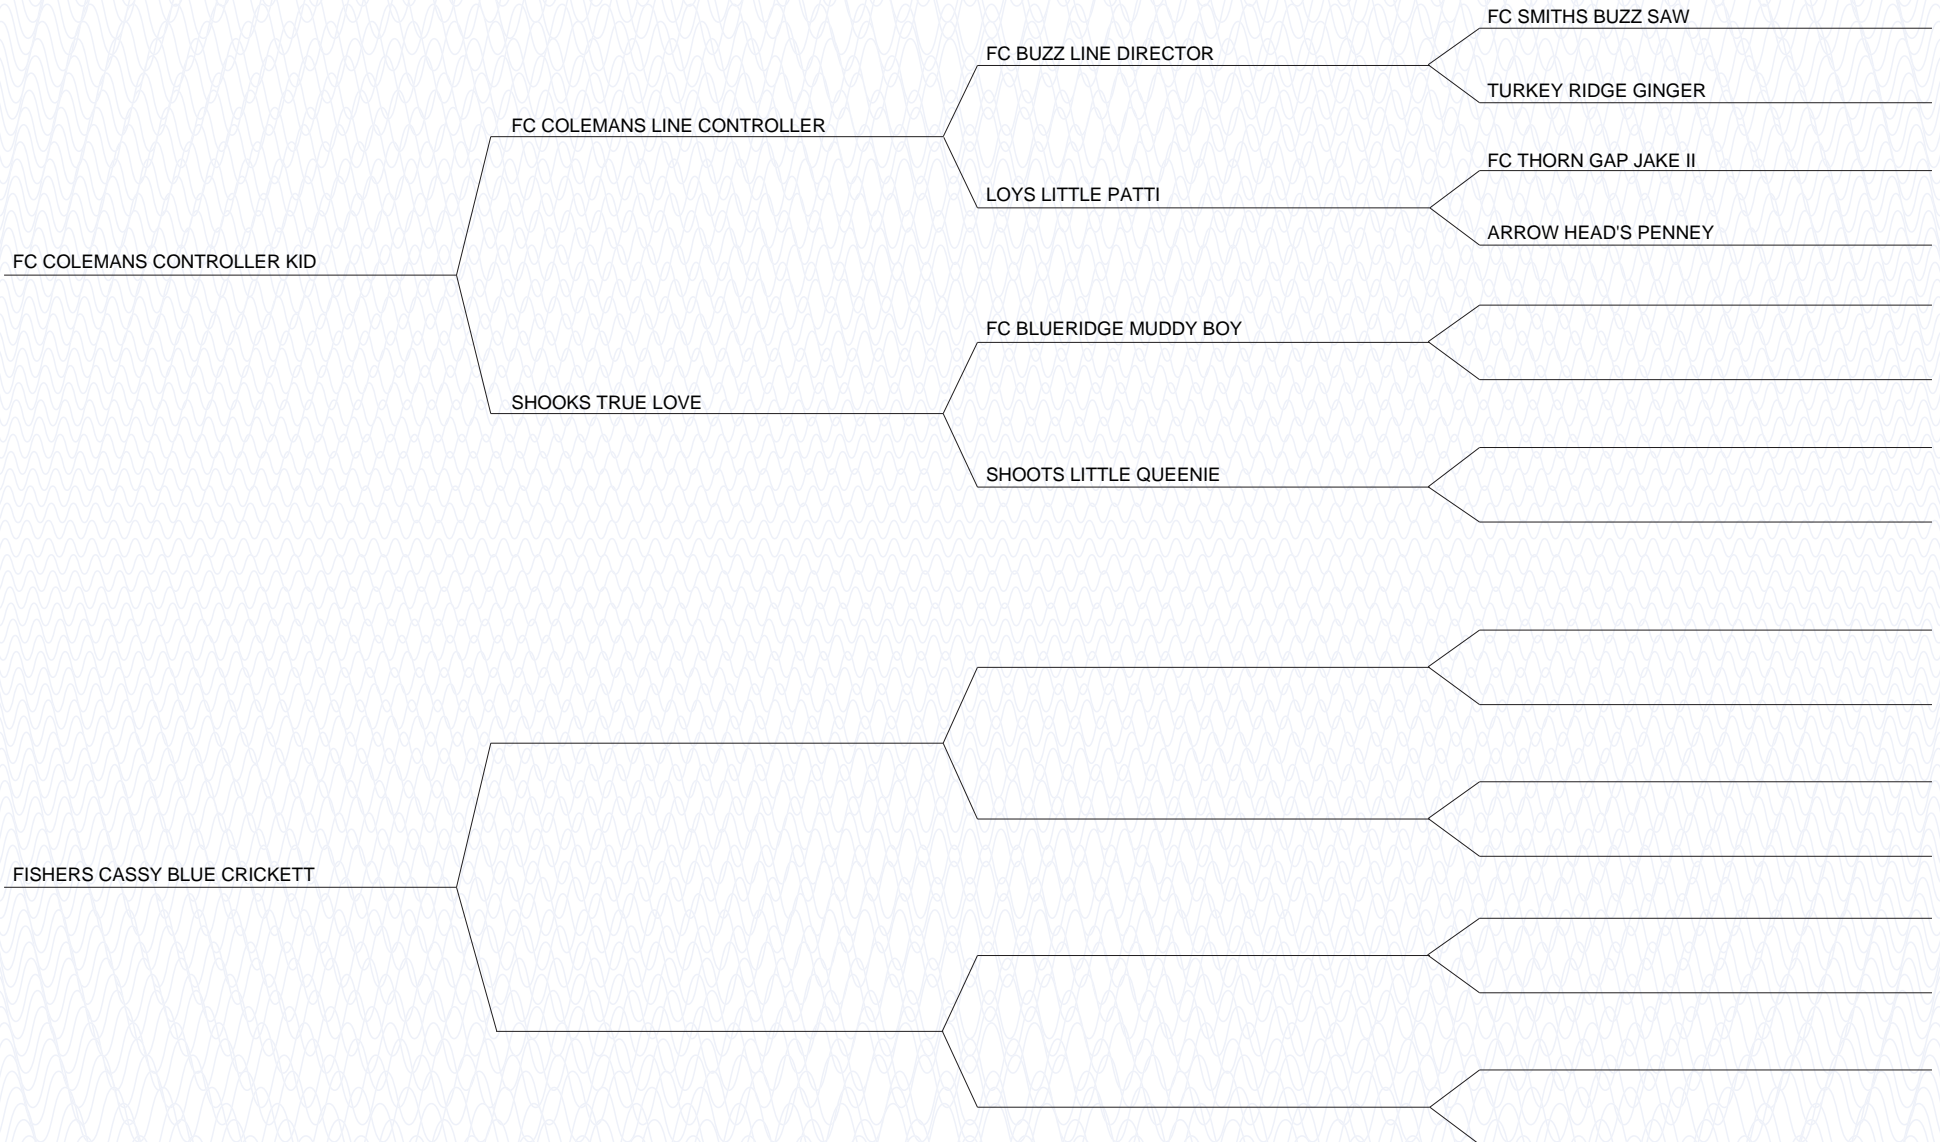 FC SMITHS BUZZ SAW
FC BUZZ LINE DIRECTOR
TURKEY RIDGE GINGER
FC COLEMANS LINE CONTROLLER
FC THORN GAP JAKE II
LOYS LITTLE PATTI
ARROW HEAD'S PENNEY
FC COLEMANS CONTROLLER KID
FC BLUERIDGE MUDDY BOY
SHOOKS TRUE LOVE
SHOOTS LITTLE QUEENIE
FISHERS CASSY BLUE CRICKETT